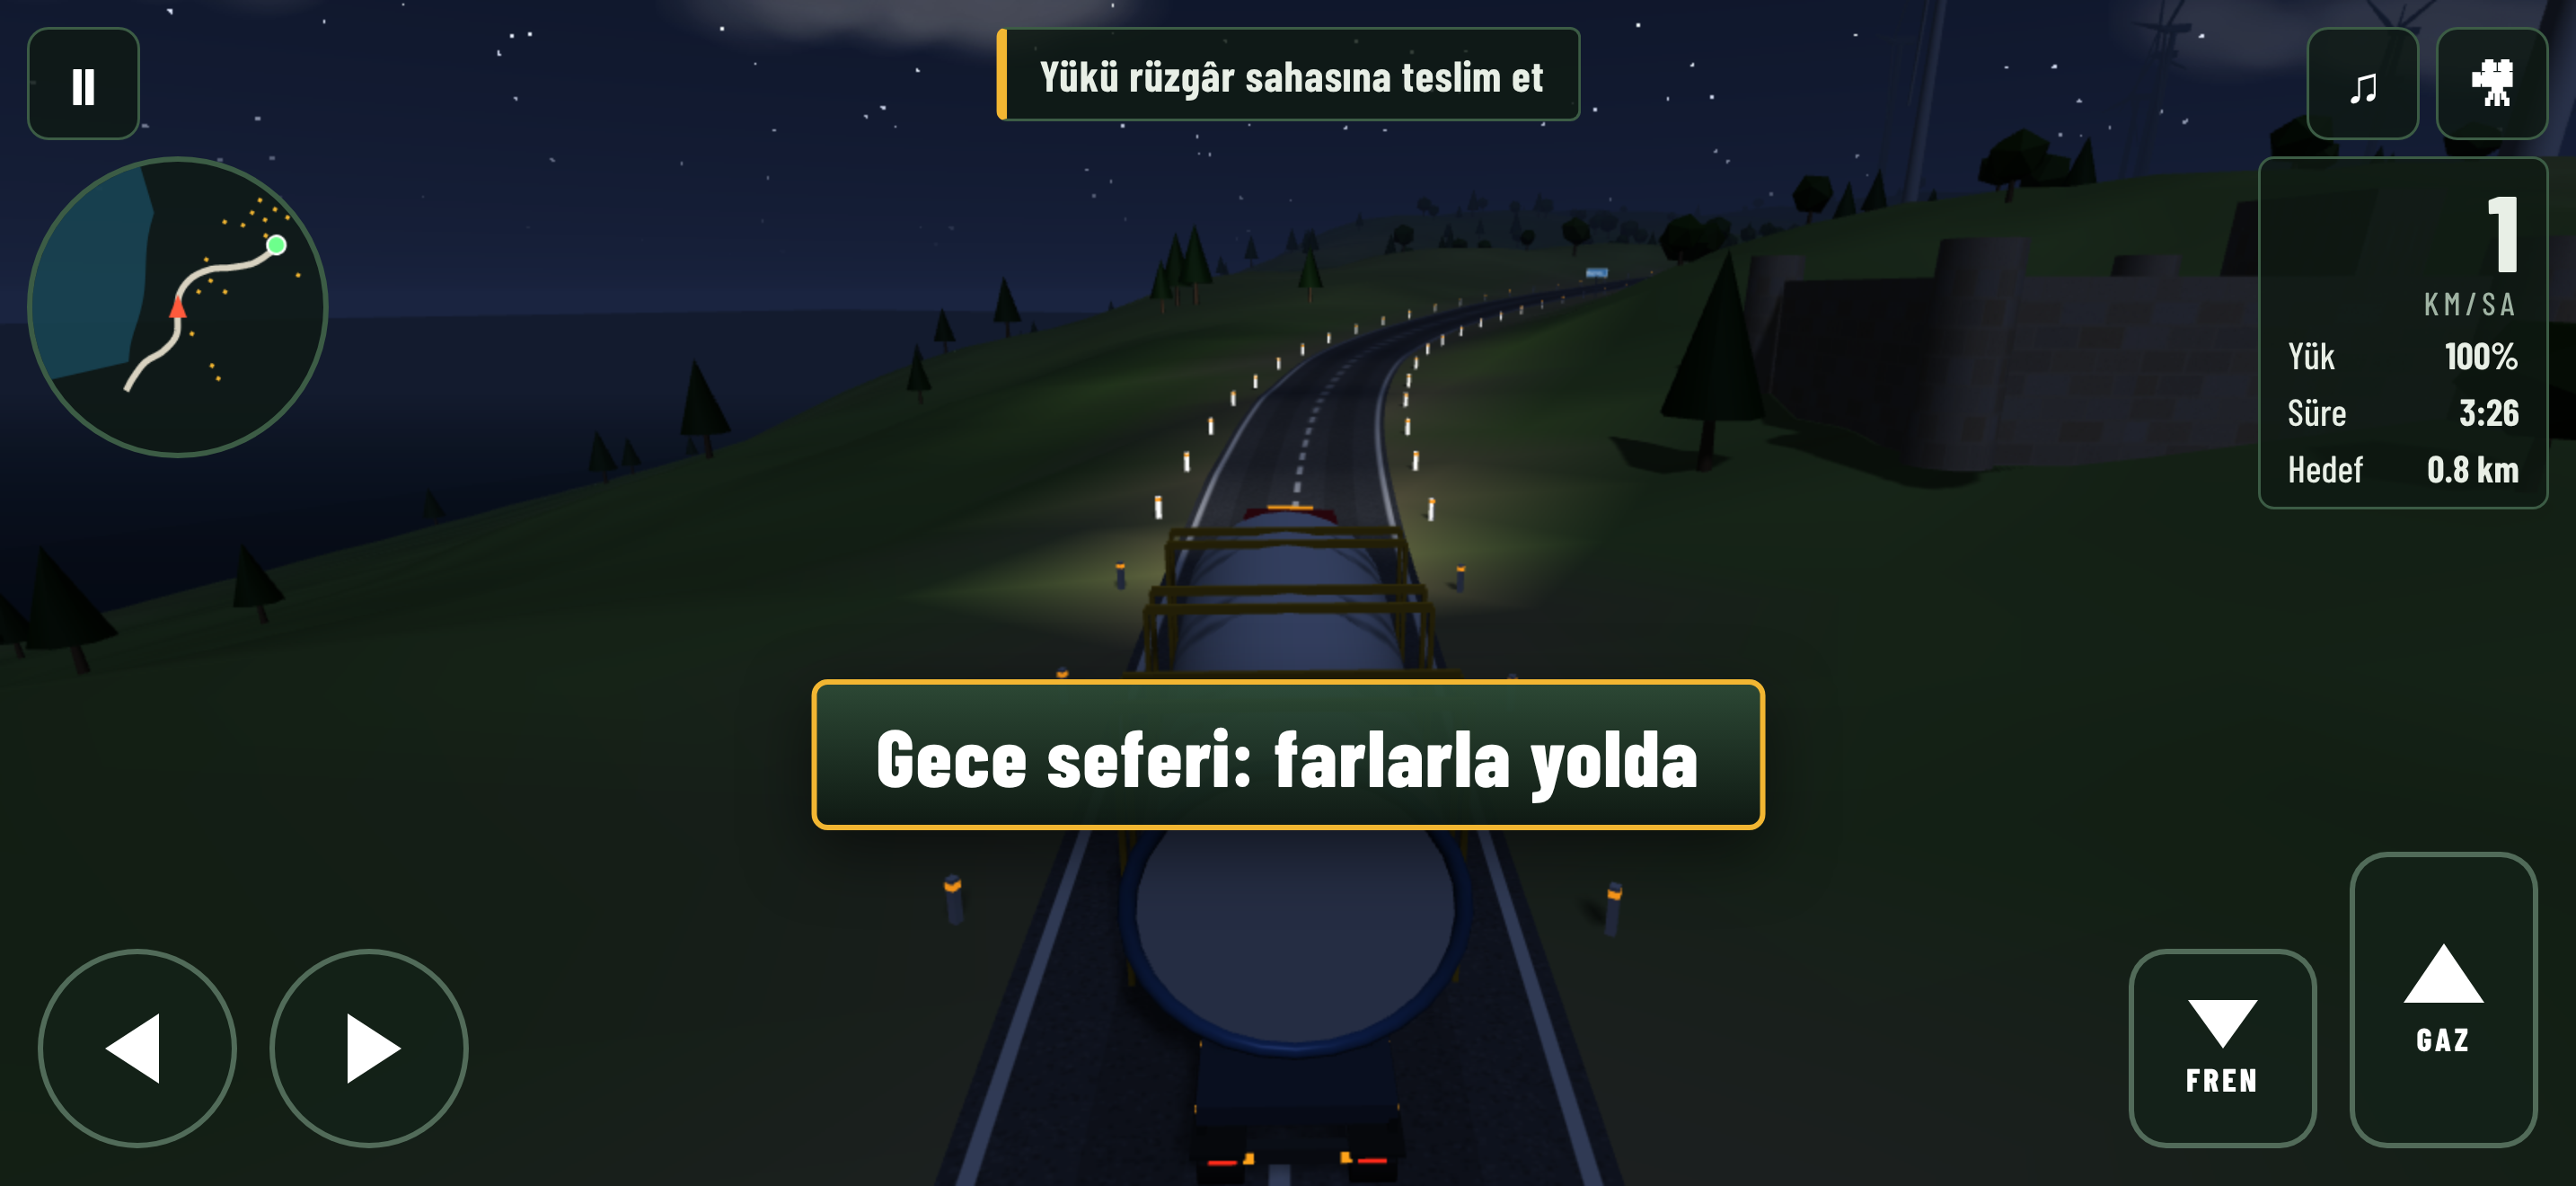 Yükü rüzgâr sahasına teslim et
1
KM/SA
Yük 100%
Süre 3:26
Hedef 0.8 km
Gece seferi: farlarla yolda
FREN
GAZ